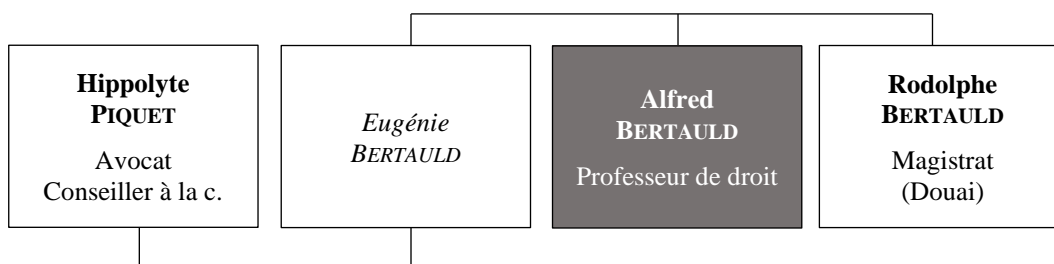 Hippolyte
PIQUET
Avocat
Conseiller à la c.
Eugénie
BERTAULD
Alfred
BERTAULD
Professeur de droit
Rodolphe
BERTAULD
Magistrat
(Douai)